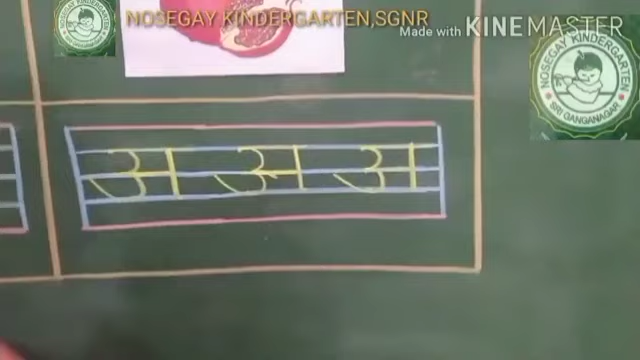 NOSEGAY KINDERGARTEN,SGNR
Made with KINEMASTER
NOSEGAY KINDERGARTEN
SRI GANGANAGAR
अ अ अ